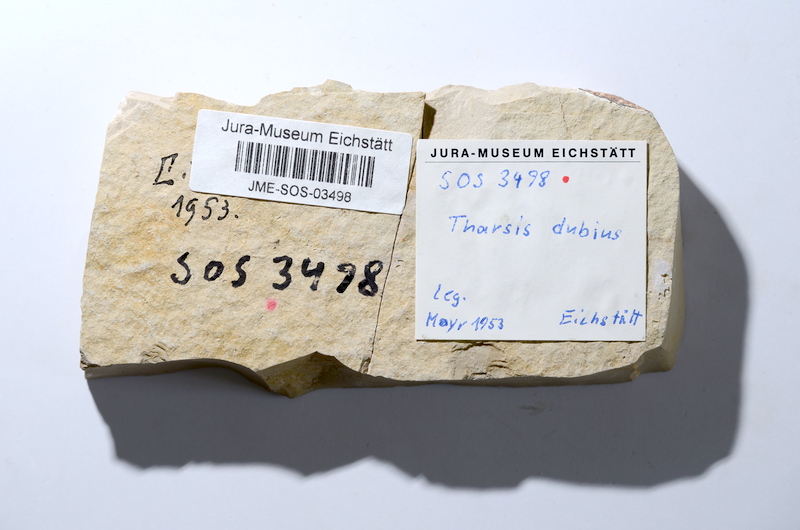 Jura-Museum Eichstätt
JME-SOS-03498
1953.
SOS 3498
JURA-MUSEUM EICHSTÄTT
SOS 3498
Tharsis dubius
leg.
Mayr 1953 Eichstätt